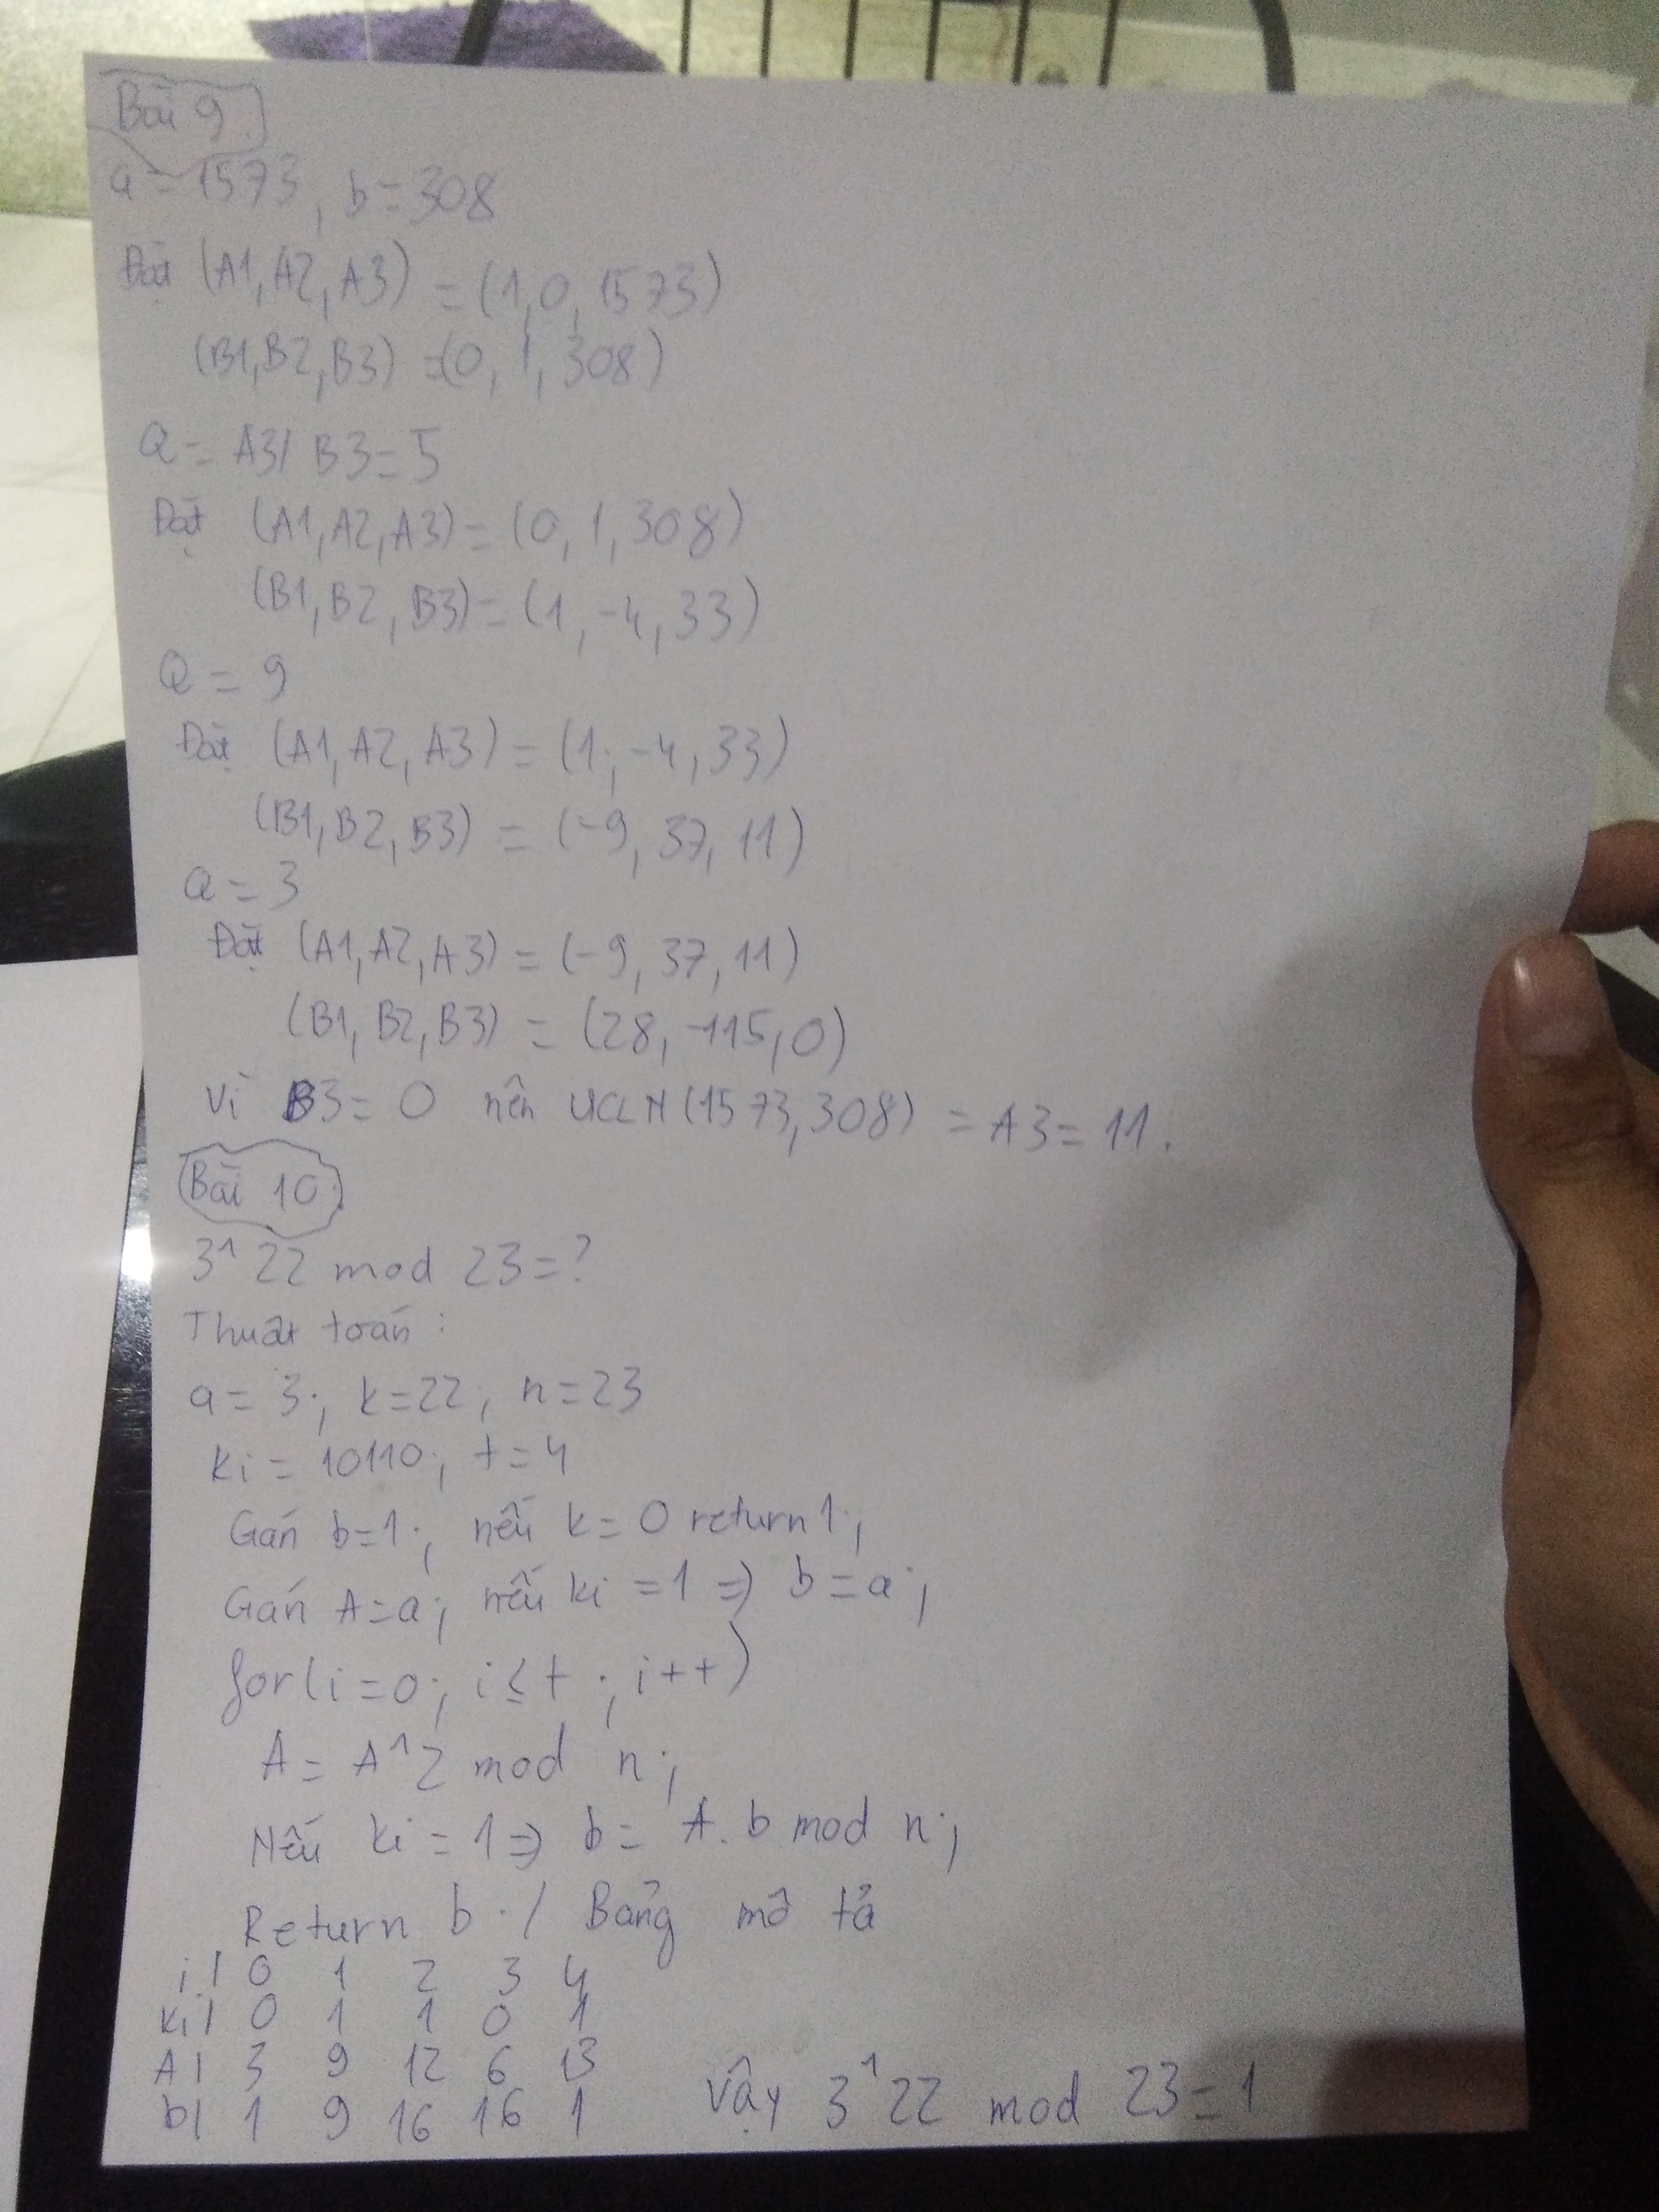 Bài 9
a = 1573, b = 308
Đặt (A1, A2, A3) = (1, 0, 1573)
(B1, B2, B3) = (0, 1, 308)
Q = A3/ B3 = 5
Đặt (A1, A2, A3) = (0, 1, 308)
(B1, B2, B3) = (1, -4, 33)
Q = 9
Đặt (A1, A2, A3) = (1; -4, 33)
(B1, B2, B3) = (-9, 37, 11)
Q = 3
Đặt (A1, A2, A3) = (-9, 37, 11)
(B1, B2, B3) = (28, -115, 0)
Vì B3 = 0 nên UCLN (1573, 308) = A3 = 11.
Bài 10
3^22 mod 23 = ?
Thuật toán:
a = 3; k = 22; n = 23
ki = 10110; t = 4
Gán b = 1; nếu k = 0 return 1;
Gán A = a; nếu ki = 1 => b = a;
for (i = 0; i ≤ t; i++)
A = A^2 mod n;
Nếu ki = 1 => b = A. b mod n;
Return b. / Bảng mô tả
i | 0 1 2 3 4
ki | 0 1 1 0 1
A | 3 9 12 6 13
b | 1 9 16 16 1 Vậy 3^22 mod 23 = 1